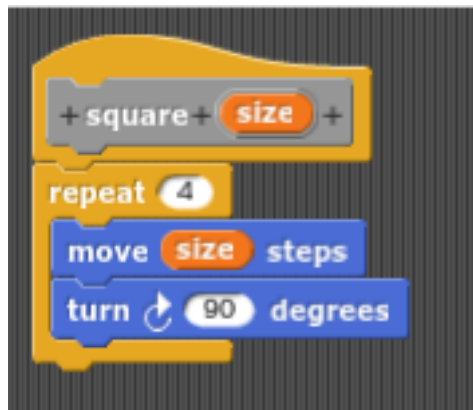 + square + size +
repeat 4
move size steps
turn 90 degrees